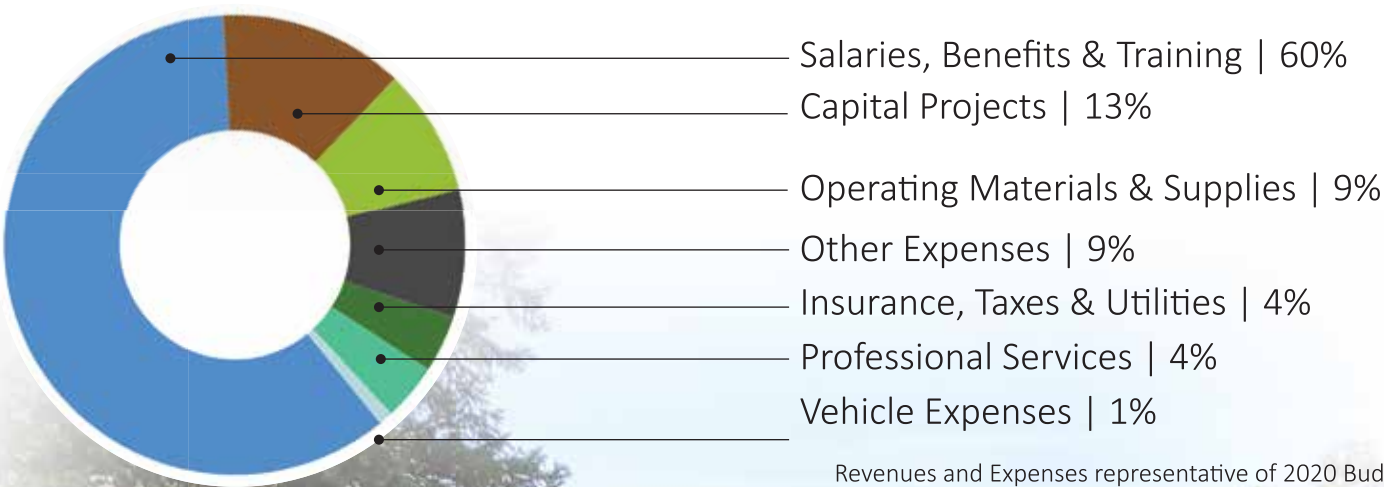 Salaries, Benefits & Training | 60%
Capital Projects | 13%
Operating Materials & Supplies | 9%
Other Expenses | 9%
Insurance, Taxes & Utilities | 4%
Professional Services | 4%
Vehicle Expenses | 1%
Revenues and Expenses representative of 2020 Bud